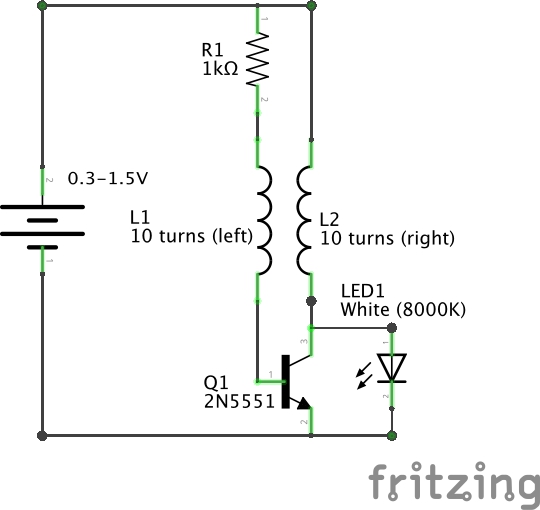 1
R1
1kΩ
2
2
0.3–1.5V
L1
10 turns (left)
L2
10 turns (right)
1
LED1
White (8000K)
3
1
1
Q1
2N5551
2
2
fritzing